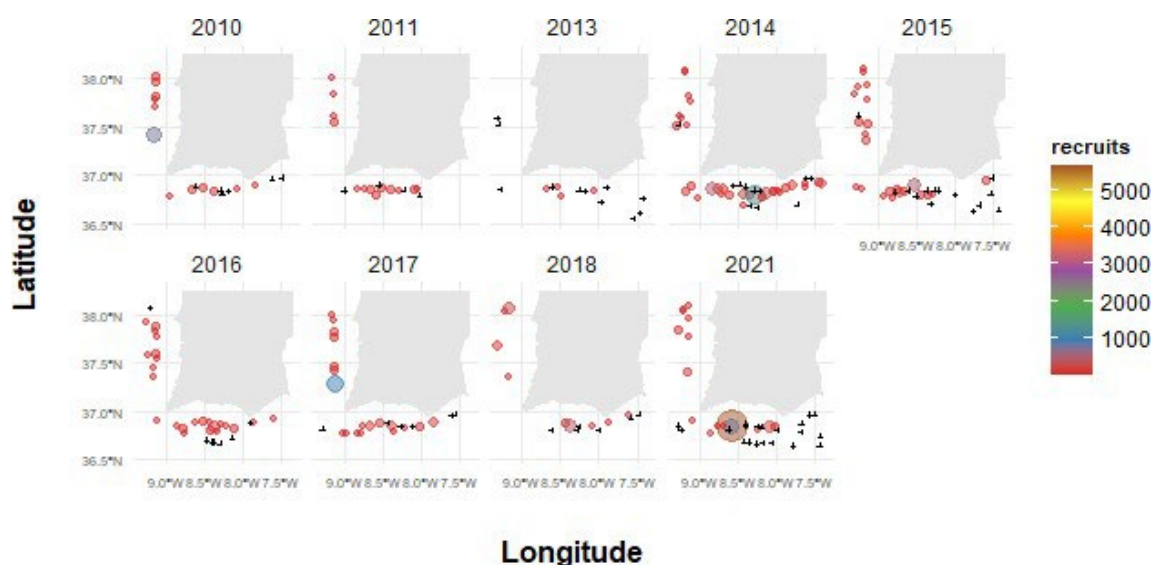 2010 2011 2013 2014 2015
38.0°N
37.5°N
37.0°N
36.5°N
9.0°W 8.5°W 8.0°W 7.5°W
2016 2017 2018 2021
38.0°N
37.5°N
37.0°N
36.5°N
9.0°W 8.5°W 8.0°W 7.5°W 9.0°W 8.5°W 8.0°W 7.5°W 9.0°W 8.5°W 8.0°W 7.5°W 9.0°W 8.5°W 8.0°W 7.5°W
Latitude
Longitude
recruits
5000
4000
3000
2000
1000